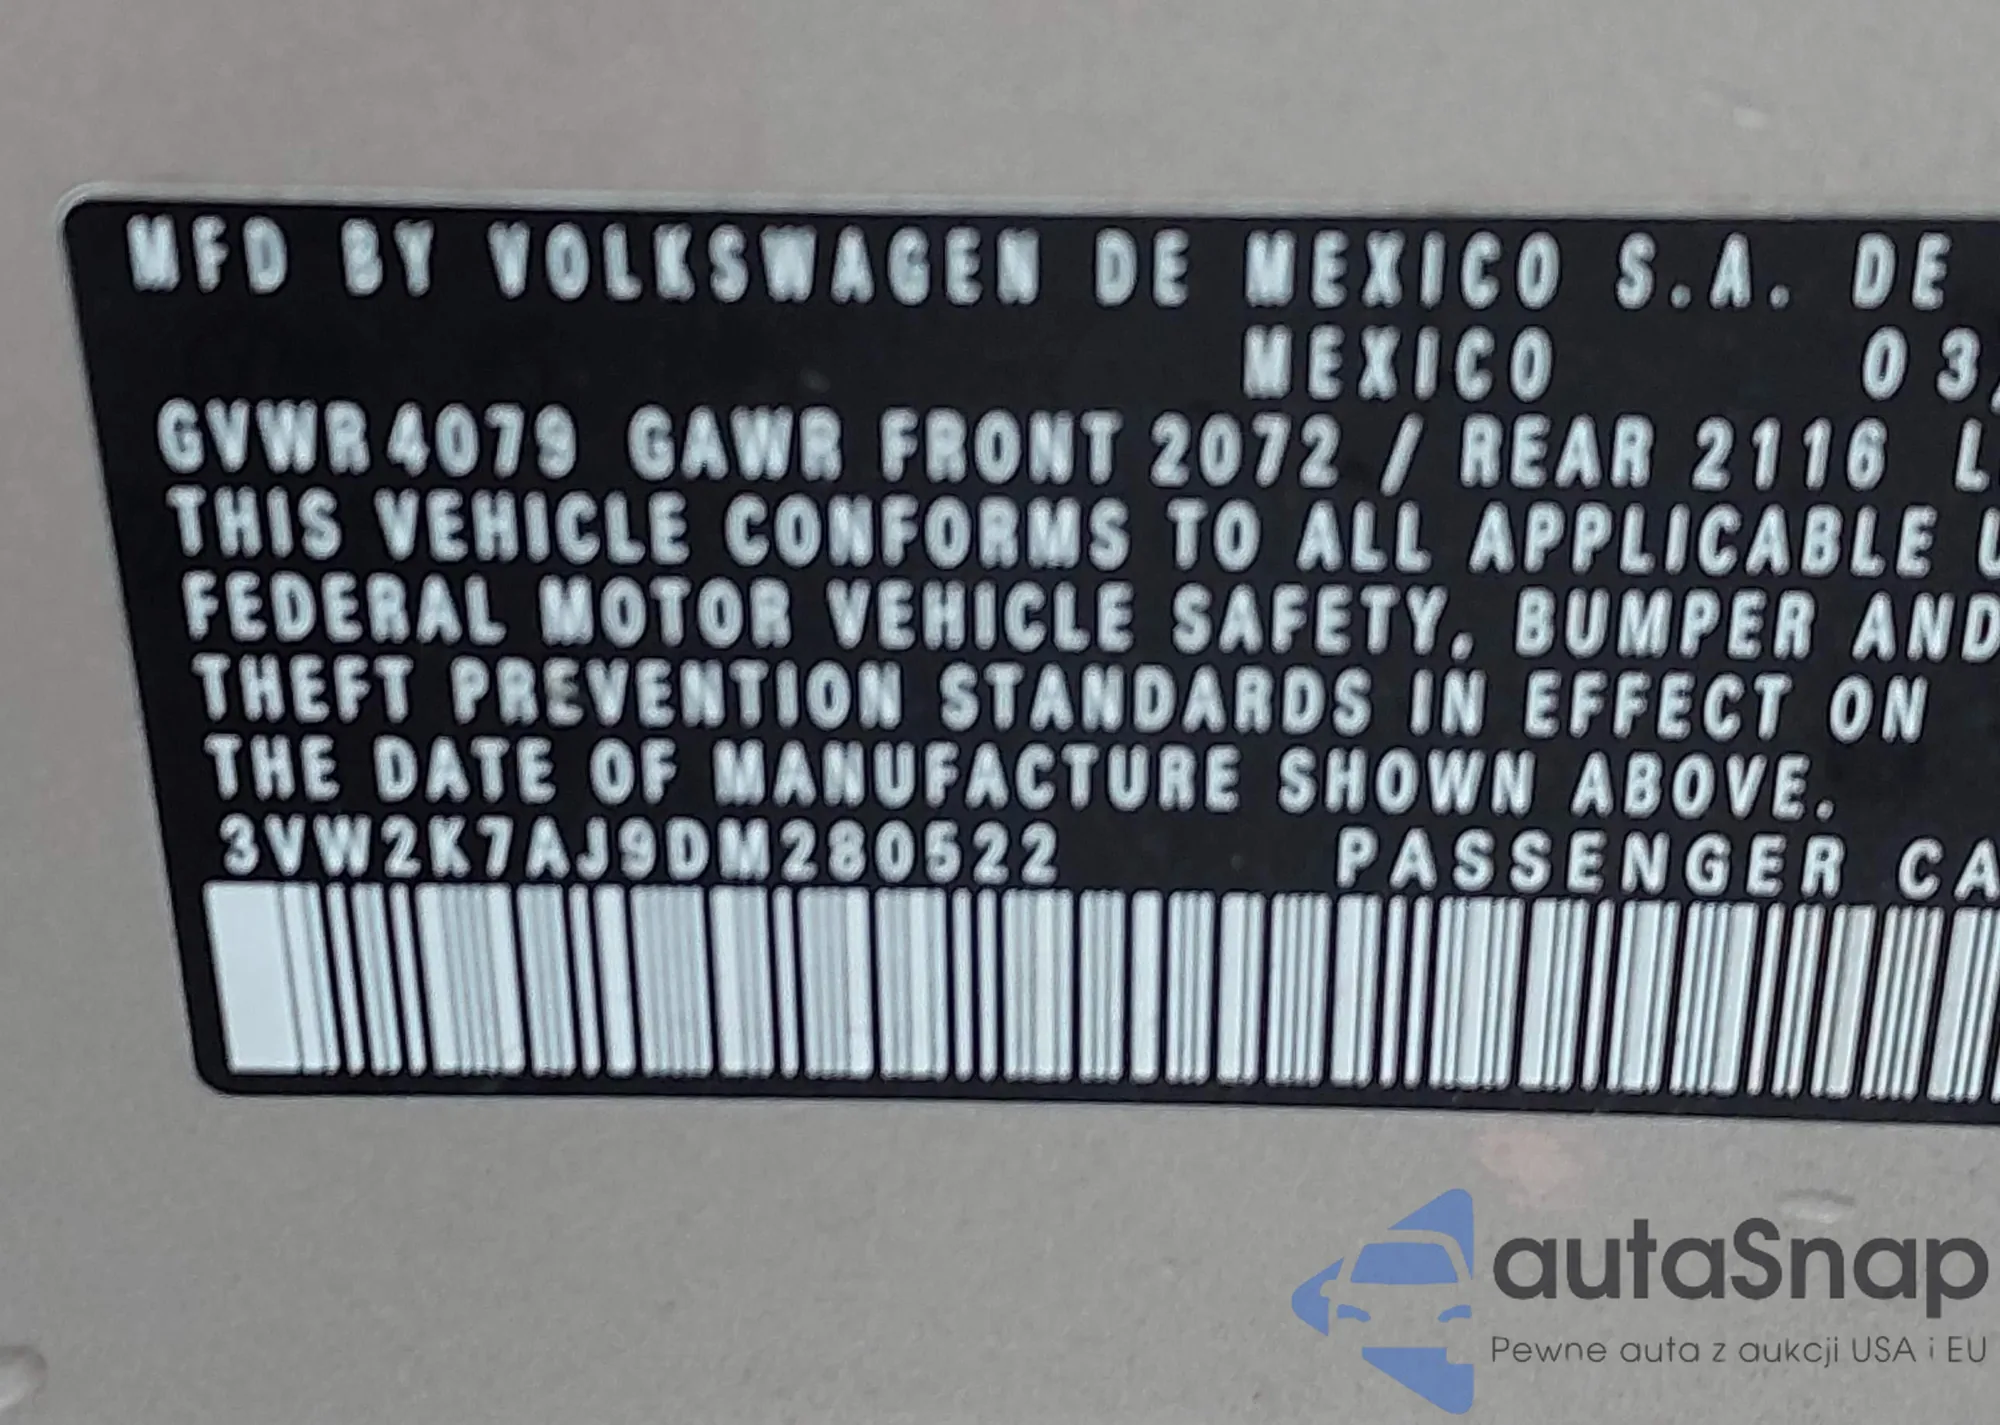 MFD BY VOLKSWAGEN DE MEXICO S.A. DE
MEXICO 03
GVWR 4079 GAWR FRONT 2072 / REAR 2116 L
THIS VEHICLE CONFORMS TO ALL APPLICABLE U
FEDERAL MOTOR VEHICLE SAFETY, BUMPER AND
THEFT PREVENTION STANDARDS IN EFFECT ON
THE DATE OF MANUFACTURE SHOWN ABOVE.
3VW2K7AJ9DM280522 PASSENGER CA
autaSnap
Pewne auta z aukcji USA i EU